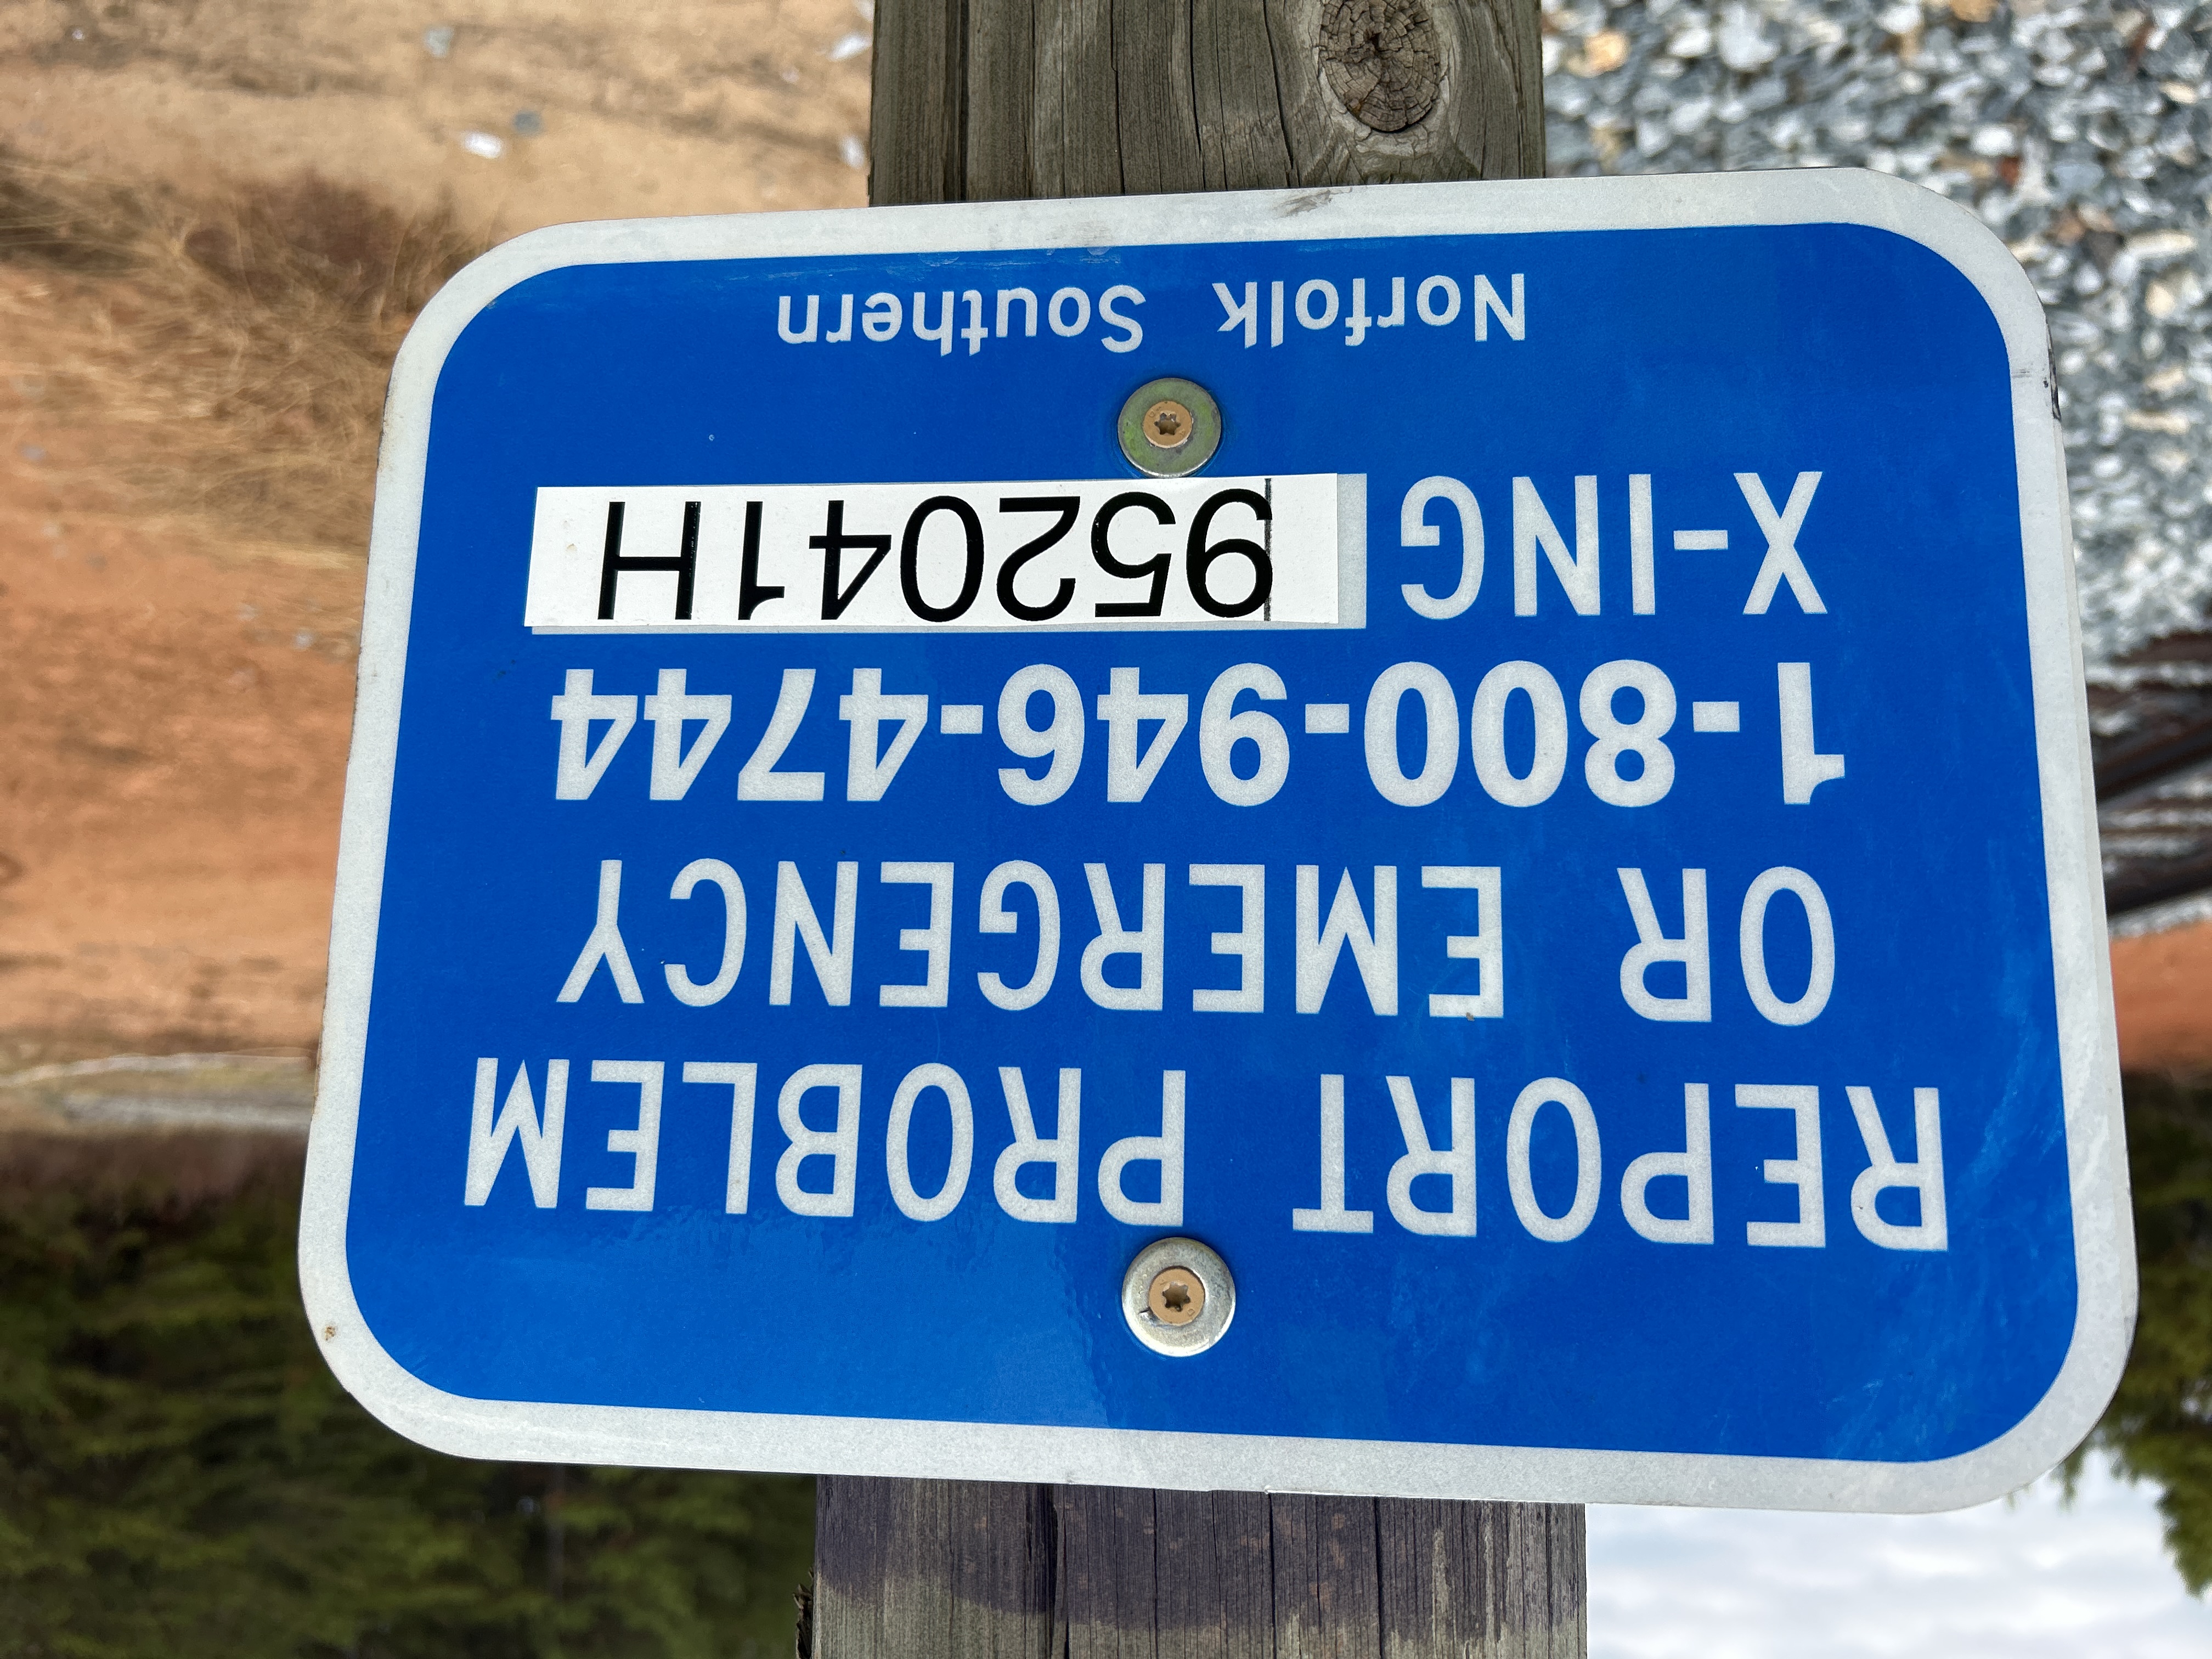 REPORT PROBLEM
OR EMERGENCY
1-800-946-4744
X-ING 952041H
Norfolk Southern